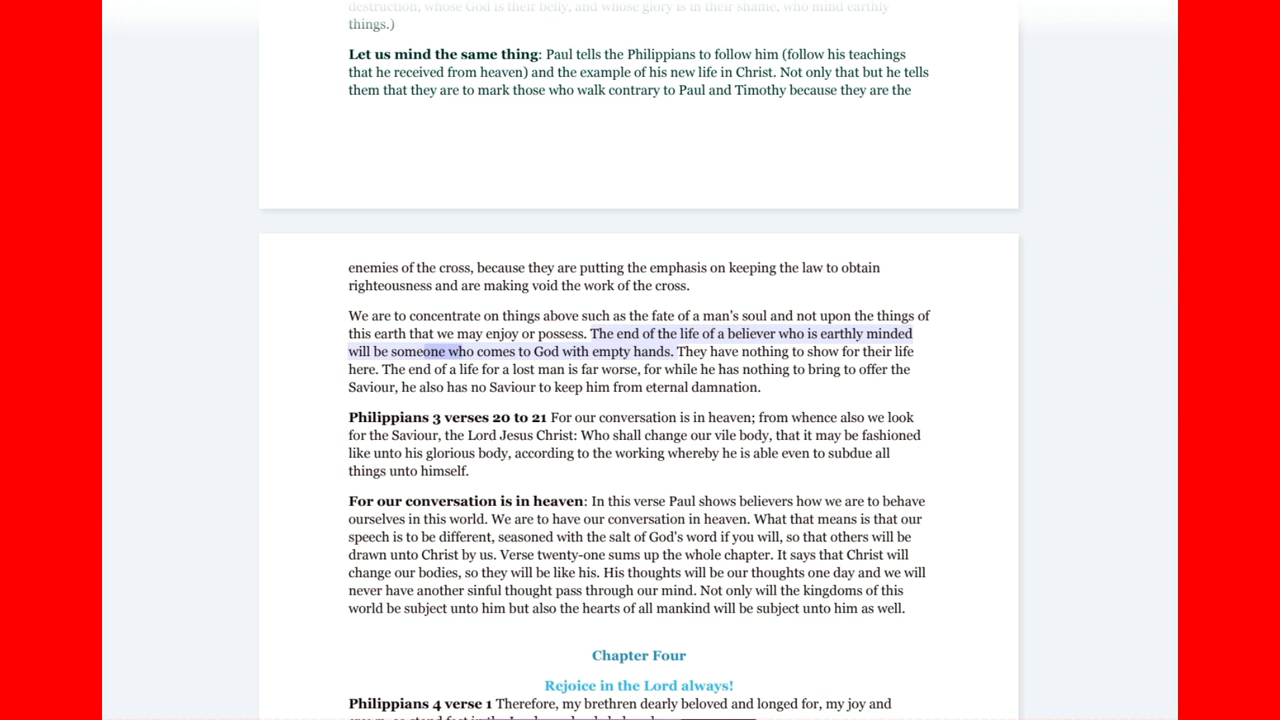 destruction, whose God is their belly, and whose glory is in their shame, who mind earthly
things.)
Let us mind the same thing: Paul tells the Philippians to follow him (follow his teachings
that he received from heaven) and the example of his new life in Christ. Not only that but he tells
them that they are to mark those who walk contrary to Paul and Timothy because they are the
enemies of the cross, because they are putting the emphasis on keeping the law to obtain
righteousness and are making void the work of the cross.
We are to concentrate on things above such as the fate of a man's soul and not upon the things of
this earth that we may enjoy or possess. The end of the life of a believer who is earthly minded
will be someone who comes to God with empty hands. They have nothing to show for their life
here. The end of a life for a lost man is far worse, for while he has nothing to bring to offer the
Saviour, he also has no Saviour to keep him from eternal damnation.
Philippians 3 verses 20 to 21 For our conversation is in heaven; from whence also we look
for the Saviour, the Lord Jesus Christ: Who shall change our vile body, that it may be fashioned
like unto his glorious body, according to the working whereby he is able even to subdue all
things unto himself.
For our conversation is in heaven: In this verse Paul shows believers how we are to behave
ourselves in this world. We are to have our conversation in heaven. What that means is that our
speech is to be different, seasoned with the salt of God's word if you will, so that others will be
drawn unto Christ by us. Verse twenty-one sums up the whole chapter. It says that Christ will
change our bodies, so they will be like his. His thoughts will be our thoughts one day and we will
never have another sinful thought pass through our mind. Not only will the kingdoms of this
world be subject unto him but also the hearts of all mankind will be subject unto him as well.
Chapter Four
Rejoice in the Lord always!
Philippians 4 verse 1 Therefore, my brethren dearly beloved and longed for, my joy and